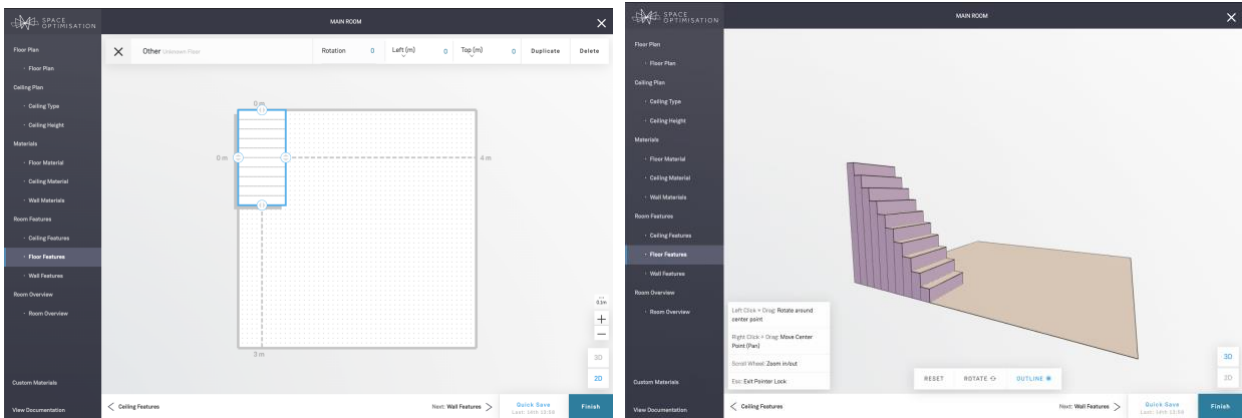 SPACE
OPTIMISATION
MAIN ROOM
Floor Plan
Floor Plan
Ceiling Plan
Ceiling Type
Ceiling Height
Materials
Floor Material
Ceiling Material
Wall Materials
Room Features
Ceiling Features
Floor Features
Wall Features
Room Overview
Room Overview
Custom Materials
View Documentation
Other Unknown Floor
Rotation 0 Left (m) 0 Top (m) 0 Duplicate Delete
0 m
0 m
4 m
3 m
0.1m
3D
2D
Ceiling Features
Next: Wall Features
Quick Save
Finish
SPACE
OPTIMISATION
MAIN ROOM
Floor Plan
Floor Plan
Ceiling Plan
Ceiling Type
Ceiling Height
Materials
Floor Material
Ceiling Material
Wall Materials
Room Features
Ceiling Features
Floor Features
Wall Features
Room Overview
Room Overview
Custom Materials
View Documentation
Left Click + Drag: Rotate around
center point
Right Click + Drag: Move Center
Point (Pan)
Scroll Wheel: Zoom in/out
Esc: Exit Pointer Lock
RESET ROTATE OUTLINE
3D
2D
Ceiling Features
Next: Wall Features
Quick Save
Finish